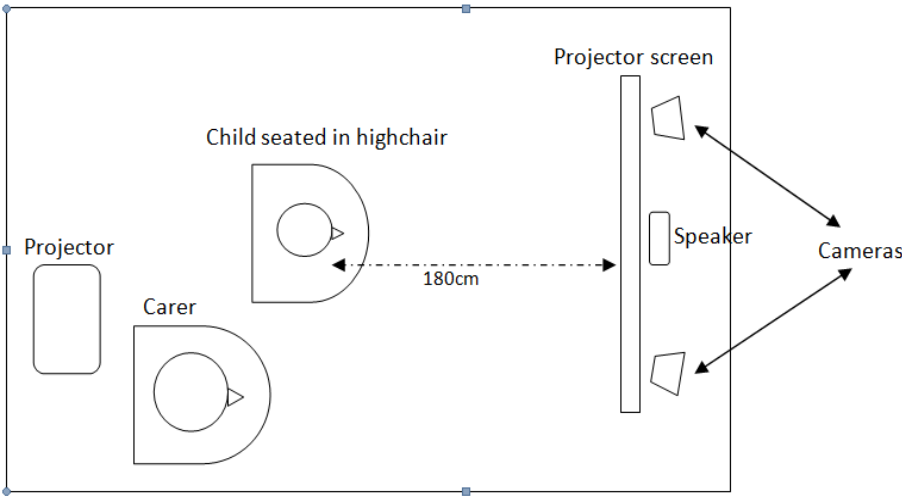 Projector screen
Child seated in highchair
Projector
Speaker
Cameras
180cm
Carer